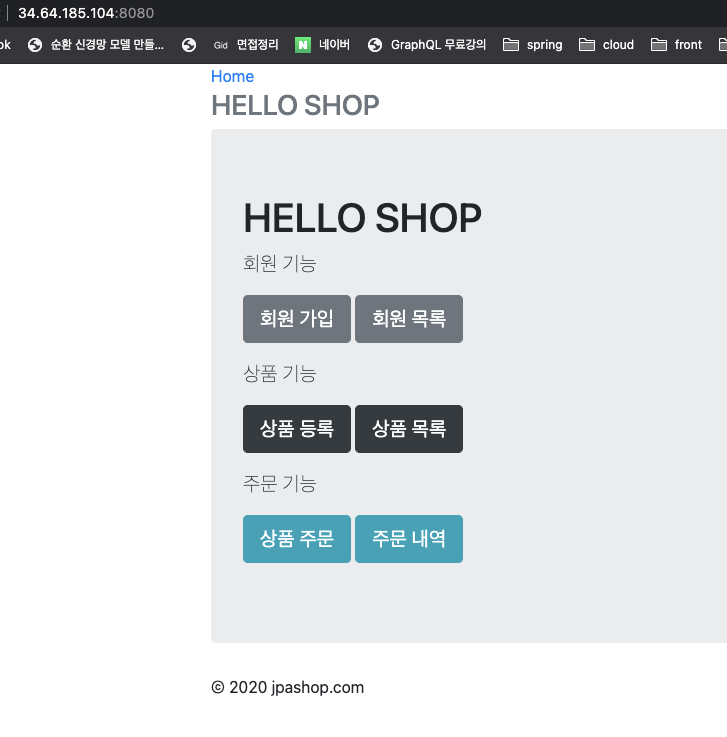 34.64.185.104:8080
ok 순환 신경망 모델 만들... Gid 면접정리 N 네이버 GraphQL 무료강의 spring cloud front
Home
HELLO SHOP
HELLO SHOP
회원 기능
회원 가입 회원 목록
상품 기능
상품 등록 상품 목록
주문 기능
상품 주문 주문 내역
© 2020 jpashop.com